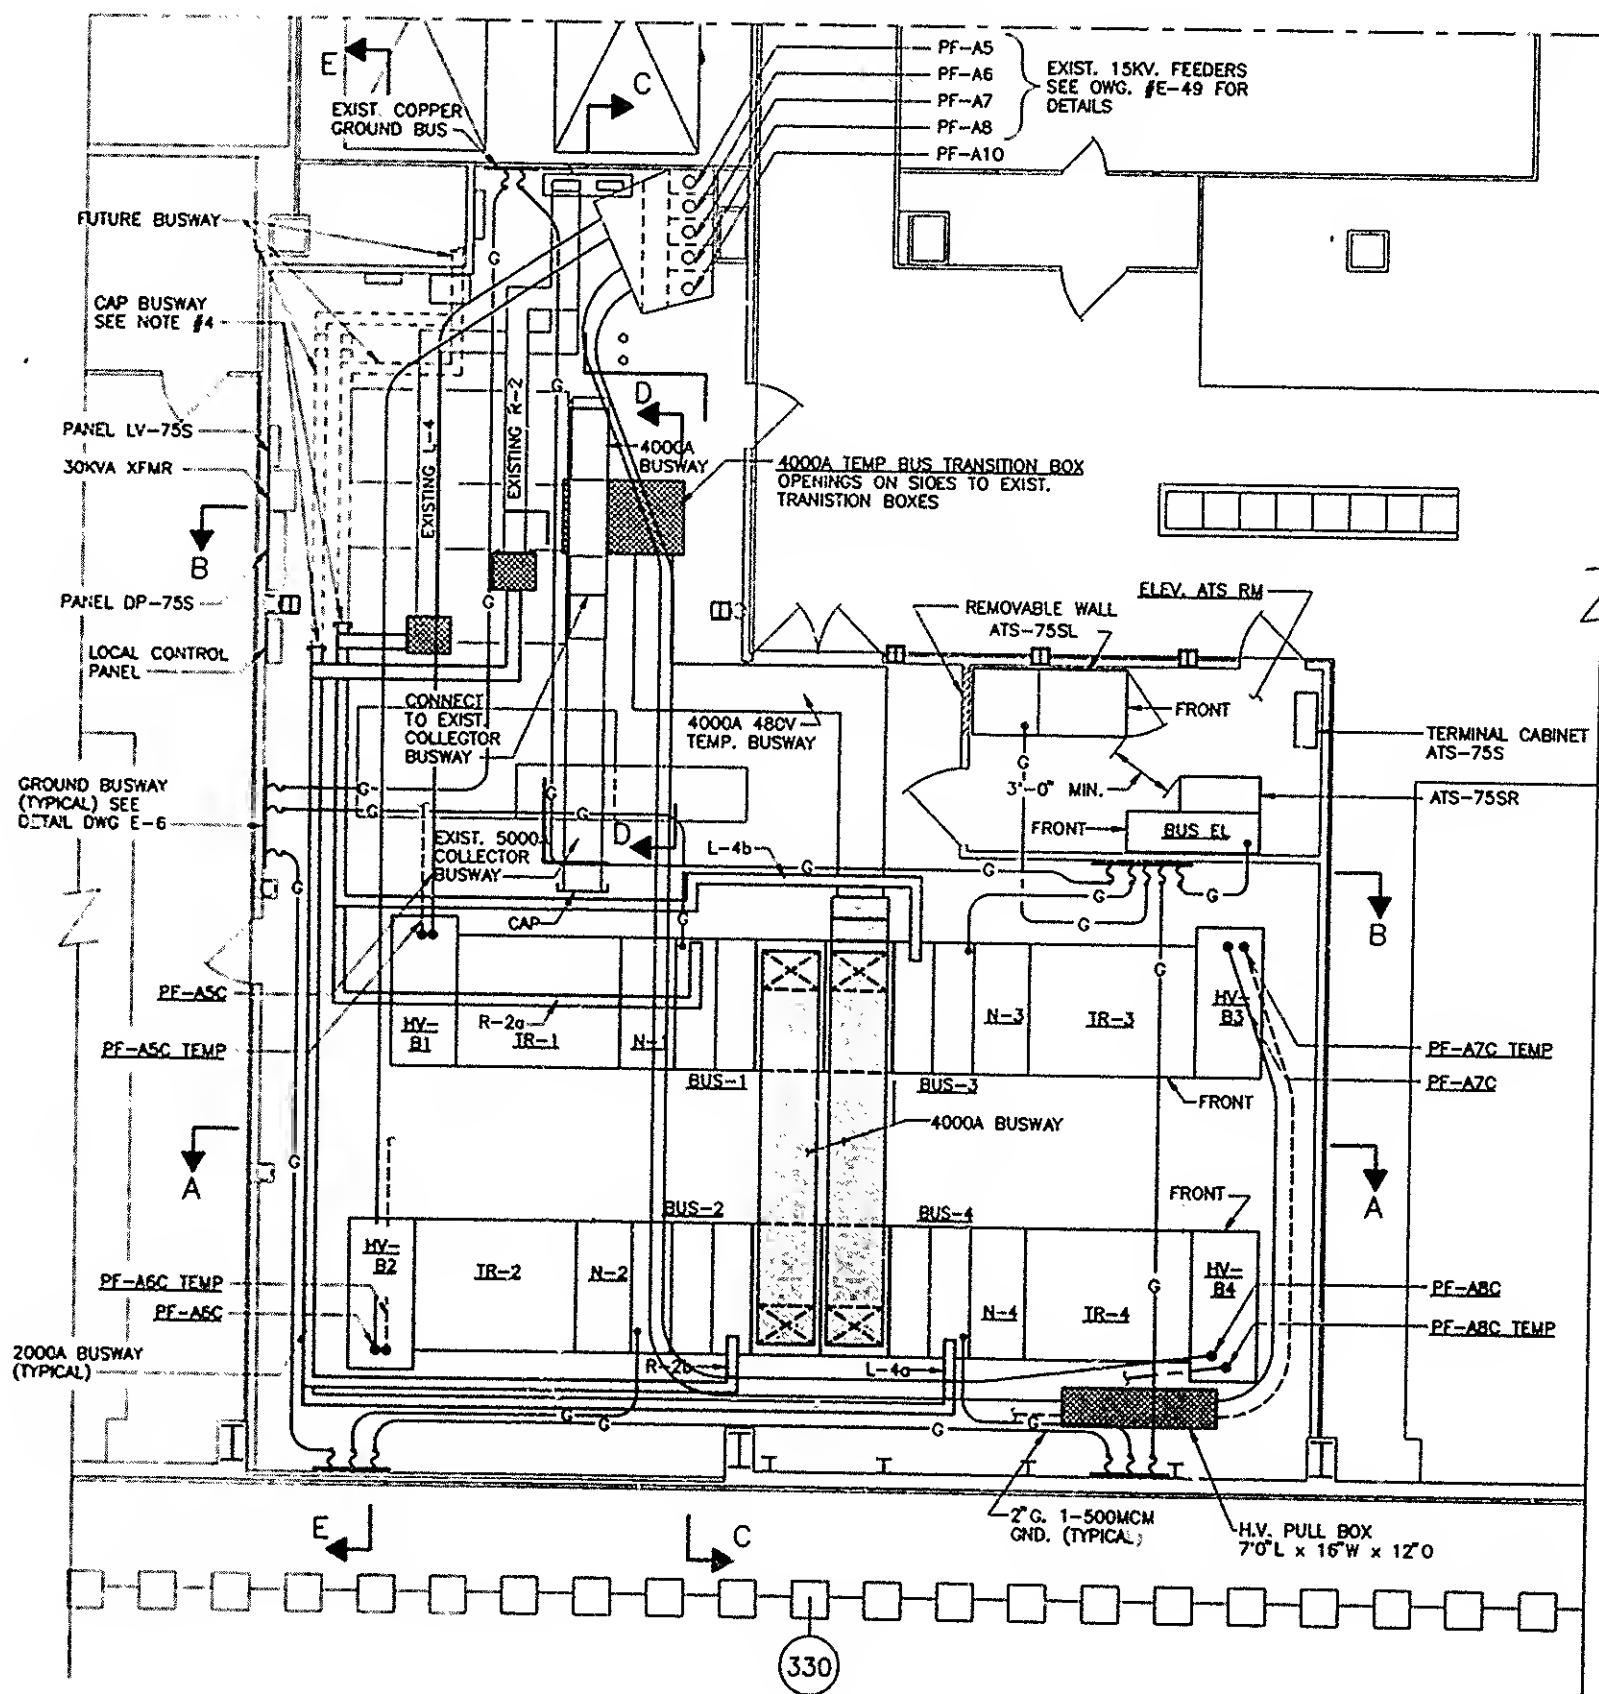 PF-A5
PF-A6
PF-A7
PF-A8
PF-A10
EXIST. 15KV. FEEDERS
SEE OWG. #E-49 FOR
DETAILS
E
C
EXIST. COPPER
GROUND BUS
FUTURE BUSWAY
G
CAP BUSWAY
SEE NOTE #4
G
D
PANEL LV-75S
30KVA XFMR
EXISTING L-4
EXISTING R-2
4000A
BUSWAY
4000A TEMP BUS TRANSITION BOX
OPENINGS ON SIDES TO EXIST.
TRANISTION BOXES
B
PANEL DP-75S
G
REMOVABLE WALL
ATS-75SL
ELEV. ATS RM
LOCAL CONTROL
PANEL
CONNECT
TO EXIST.
COLLECTOR
BUSWAY
4000A 480V
TEMP. BUSWAY
FRONT
TERMINAL CABINET
ATS-75S
GROUND BUSWAY
(TYPICAL) SEE
DETAIL DWG E-6
G
G
G
G
G
3'-0" MIN.
ATS-75SR
FRONT
BUS EL
EXIST. 5000
COLLECTOR
BUSWAY
D
L-4b
G
G
G
G
G
G
G
CAP
B
PF-A5C
R-2a
HV-
B1
TR-1
N-1
N-3
TR-3
HV-
B3
G
PF-A5C TEMP
PF-A7C TEMP
BUS-1
BUS-3
PF-A7C
FRONT
4000A BUSWAY
A
G
A
BUS-2
BUS-4
FRONT
HV-
B2
TR-2
N-2
N-4
TR-4
HV-
B4
G
PF-A6C TEMP
PF-A6C
PF-A8C
PF-A8C TEMP
2000A BUSWAY
(TYPICAL)
R-2b
L-4a
G
G
G
G
2"G. 1-500MCM
GND. (TYPICAL)
H.V. PULL BOX
7'0"L x 16"W x 12"O
E
C
330